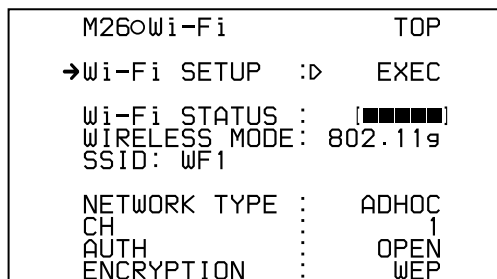 M26○Wi-Fi TOP
→Wi-Fi SETUP :▷ EXEC
Wi-Fi STATUS : [■■■■■]
WIRELESS MODE: 802.11g
SSID: WF1
NETWORK TYPE : ADHOC
CH : 1
AUTH : OPEN
ENCRYPTION : WEP